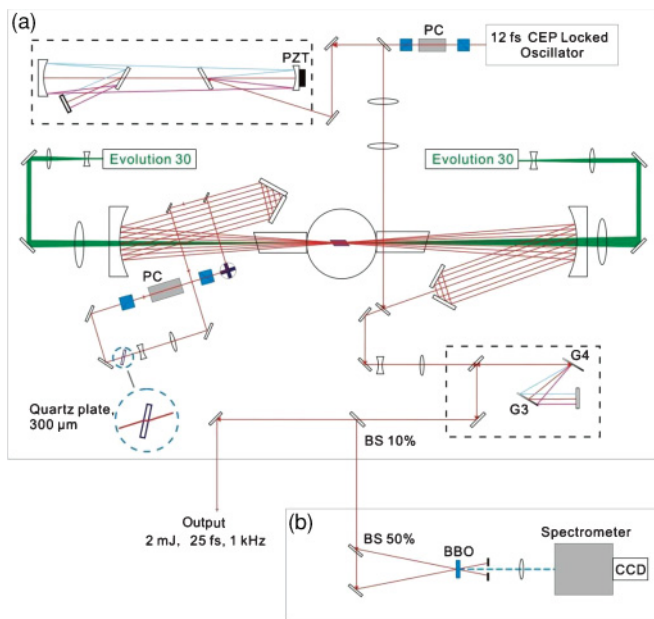 (a)
PZT
PC
12 fs CEP Locked
Oscillator
Evolution 30
Evolution 30
PC
G4
G3
Quartz plate,
300 μm
BS 10%
Output
2 mJ, 25 fs, 1 kHz
(b)
BS 50%
BBO
Spectrometer
CCD